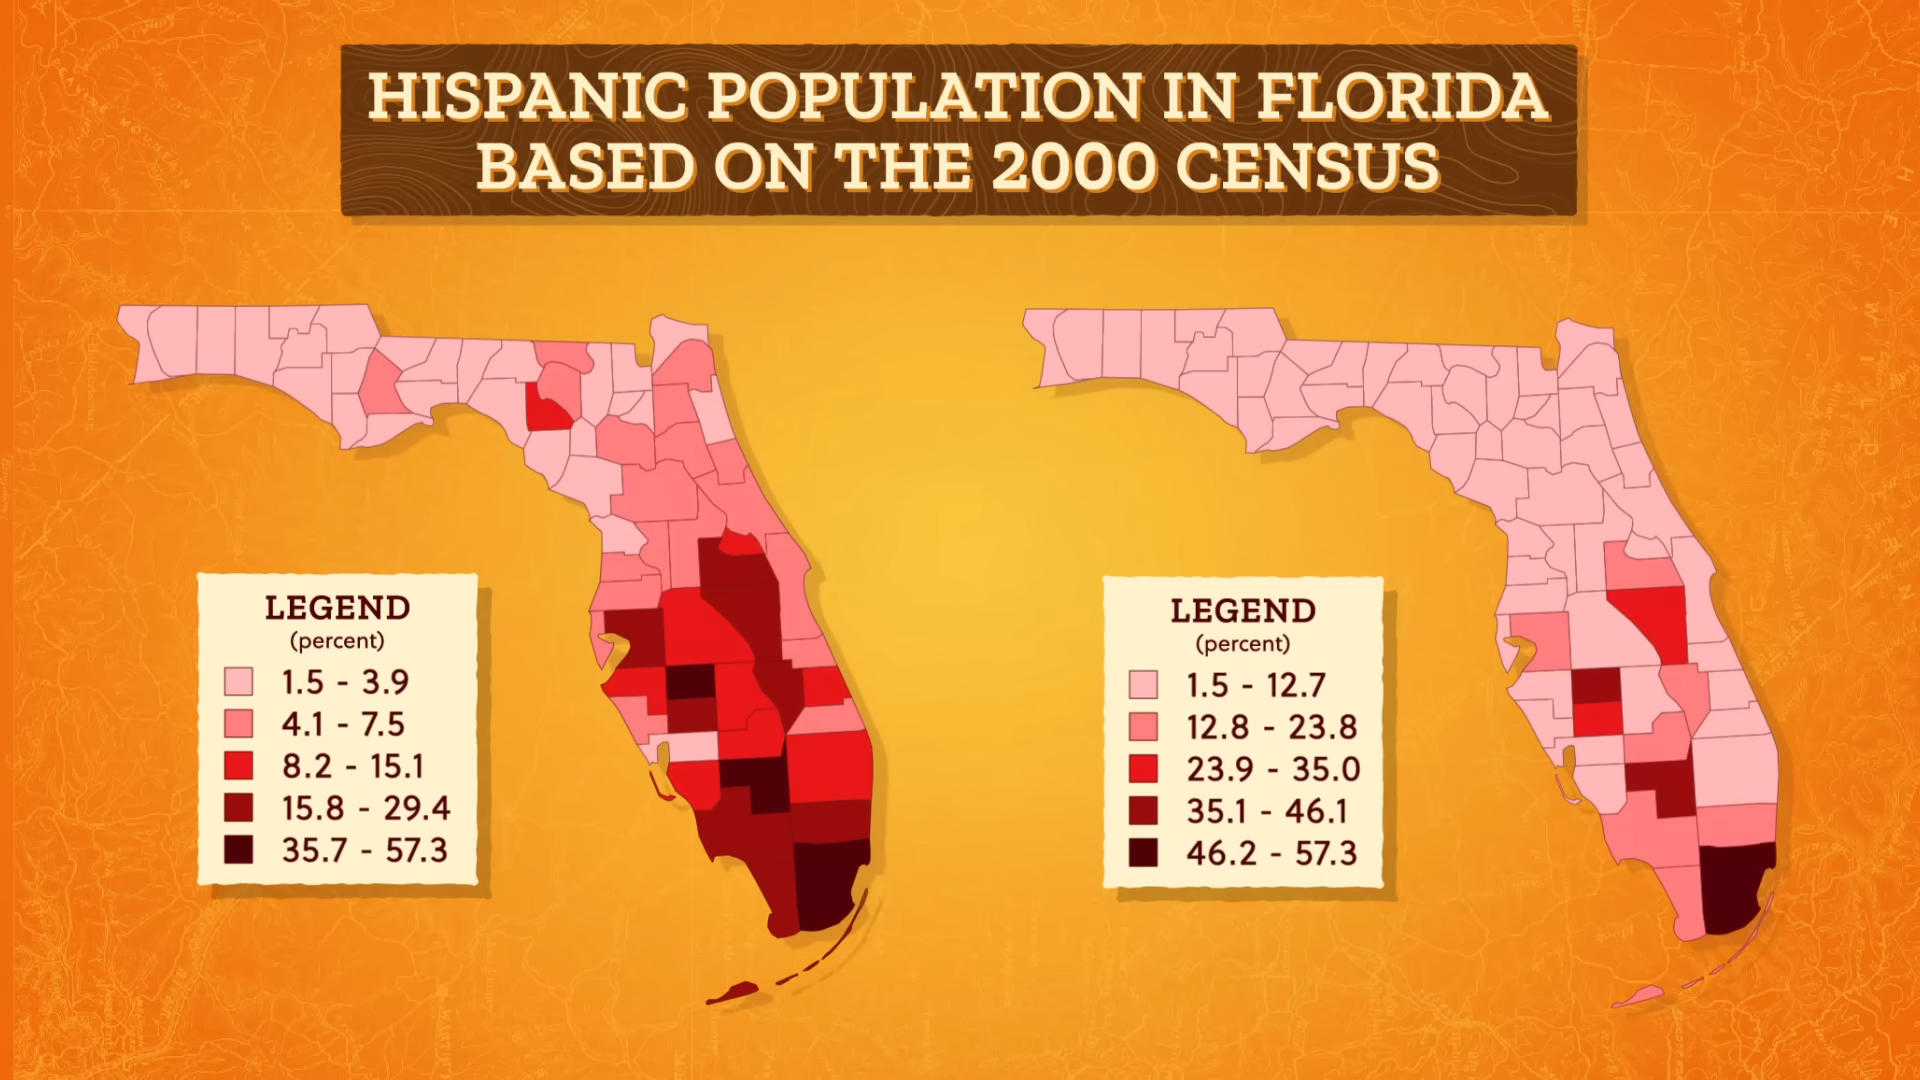 HISPANIC POPULATION IN FLORIDA
BASED ON THE 2000 CENSUS
LEGEND
(percent)
1.5 - 3.9
4.1 - 7.5
8.2 - 15.1
15.8 - 29.4
35.7 - 57.3
LEGEND
(percent)
1.5 - 12.7
12.8 - 23.8
23.9 - 35.0
35.1 - 46.1
46.2 - 57.3